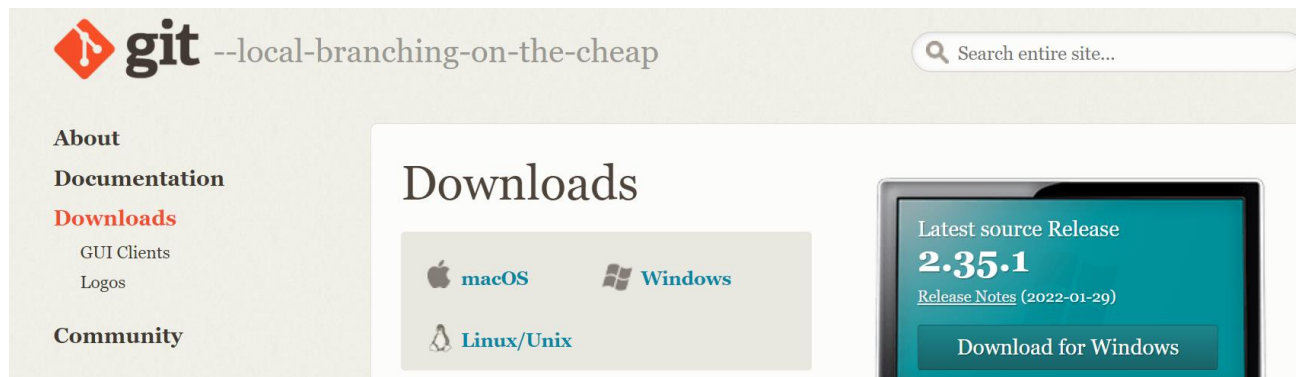 git --local-branching-on-the-cheap
Search entire site...
About
Documentation
Downloads
GUI Clients
Logos
Community
Downloads
macOS
Windows
Linux/Unix
Latest source Release
2.35.1
Release Notes (2022-01-29)
Download for Windows